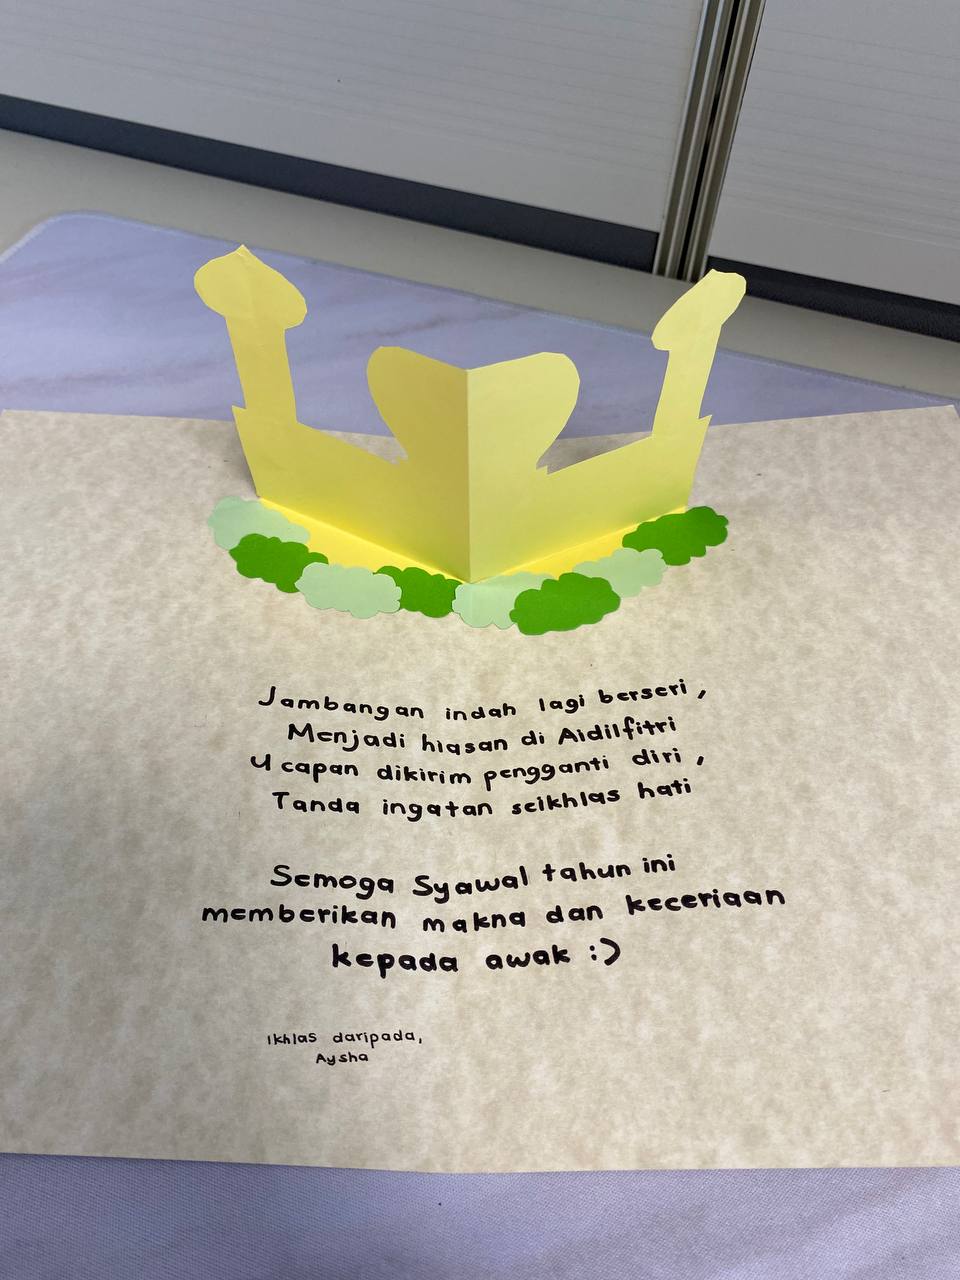 Jambangan indah lagi berseri,
Menjadi hiasan di Aidilfitri
Ucapan dikirim pengganti diri,
Tanda ingatan seikhlas hati
Semoga Syawal tahun ini
memberikan makna dan keceriaan
kepada awak :)
Ikhlas daripada,
Aysha